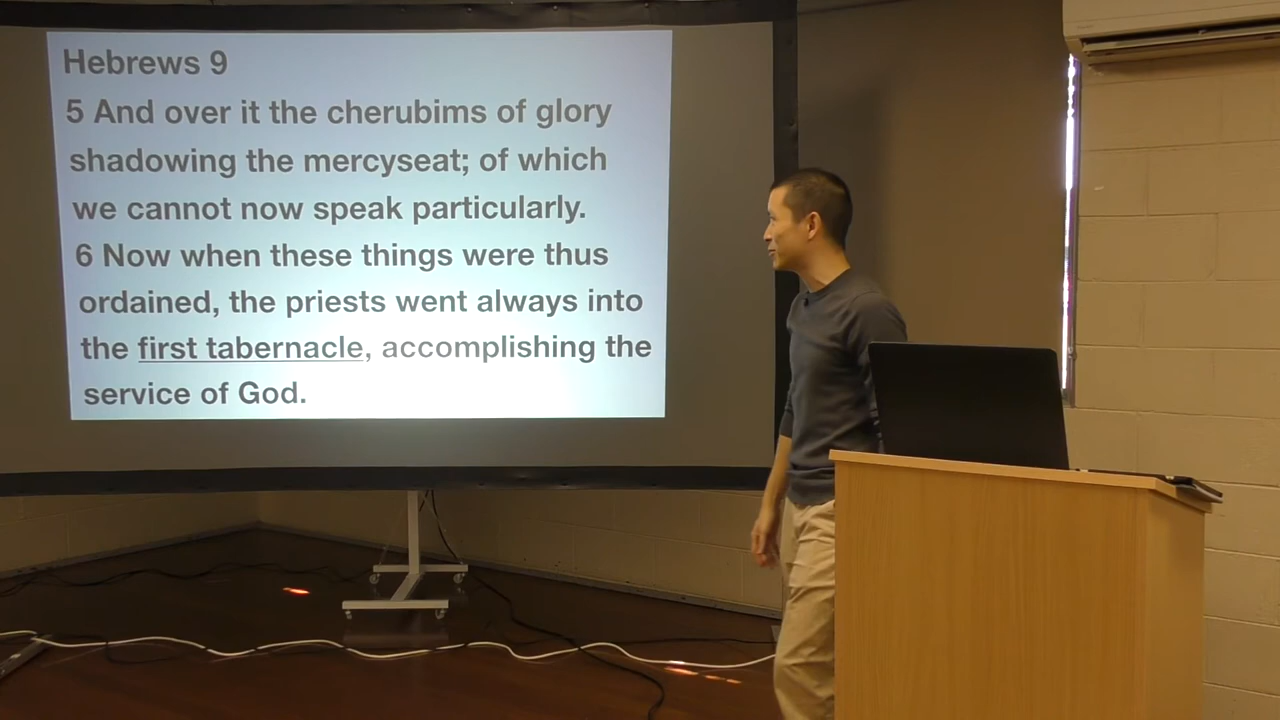 Hebrews 9
5 And over it the cherubims of glory
shadowing the mercyseat; of which
we cannot now speak particularly.
6 Now when these things were thus
ordained, the priests went always into
the first tabernacle, accomplishing the
service of God.